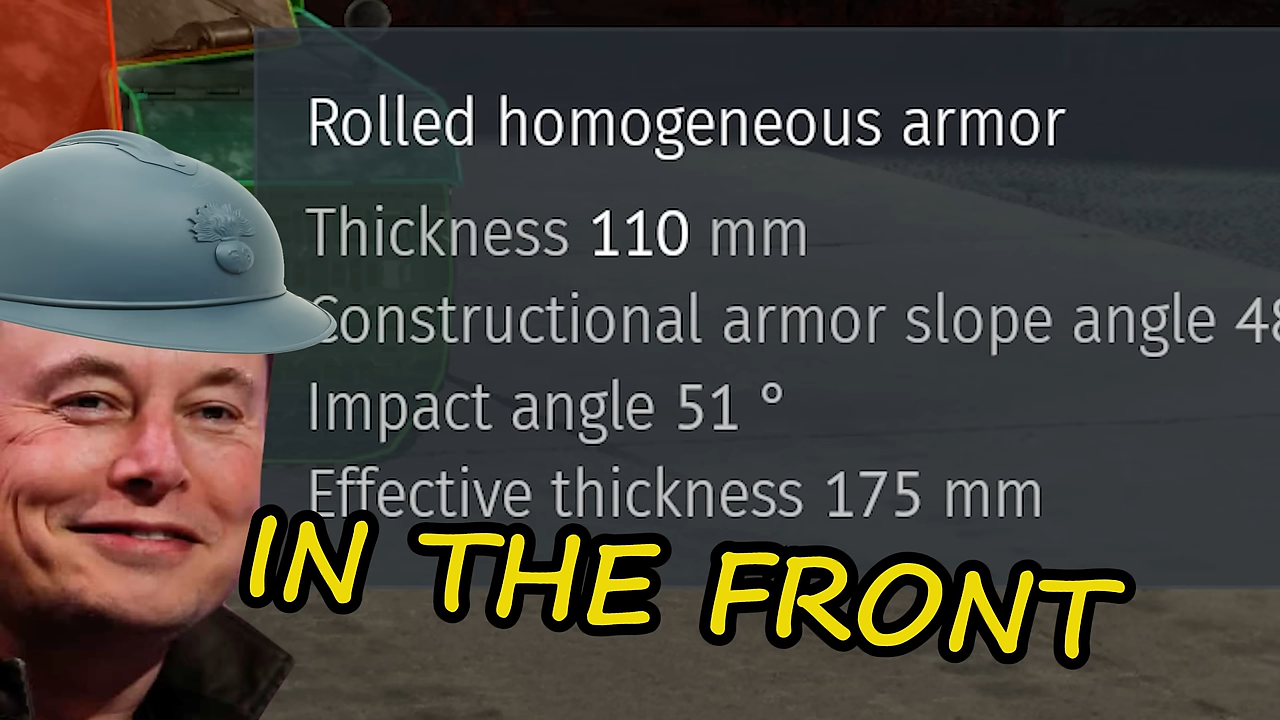 Rolled homogeneous armor
Thickness 110 mm
Constructional armor slope angle 48
Impact angle 51 °
Effective thickness 175 mm
IN THE FRONT